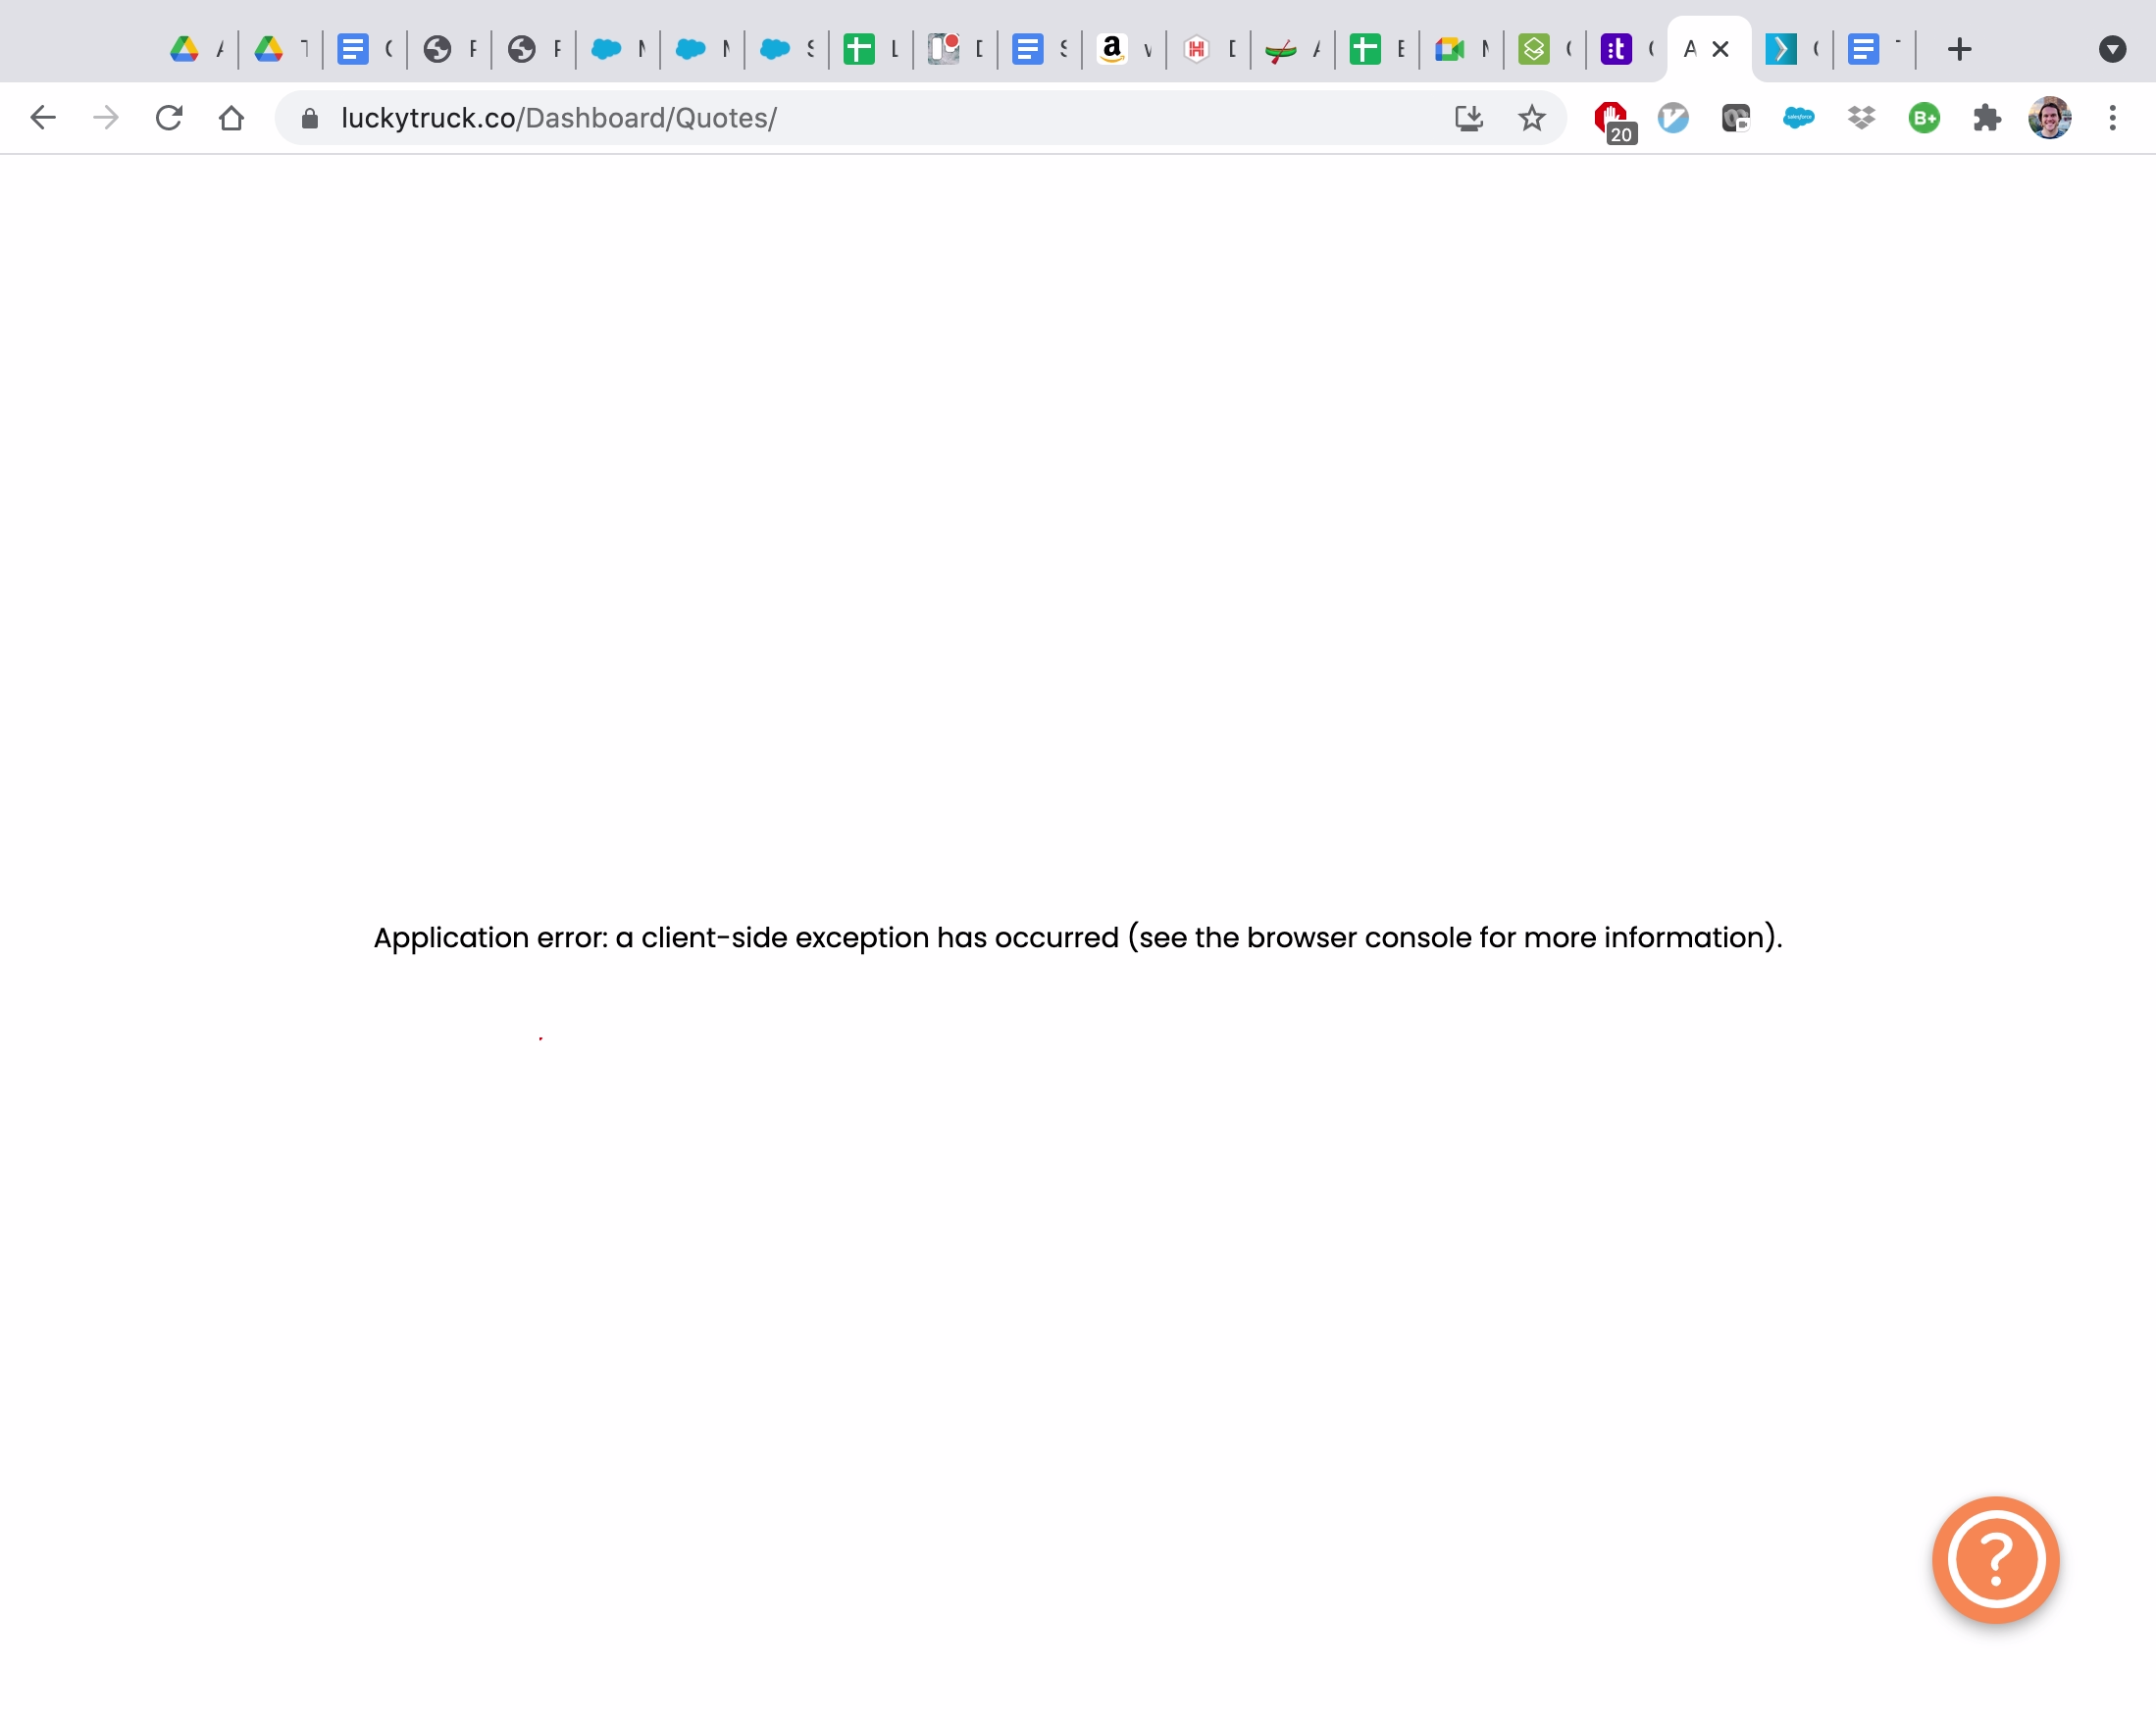 A T C F F N N S L D S a v H D A E N C :t C A C T
luckytruck.co/Dashboard/Quotes/
20 salesforce B+
Application error: a client-side exception has occurred (see the browser console for more information).
?